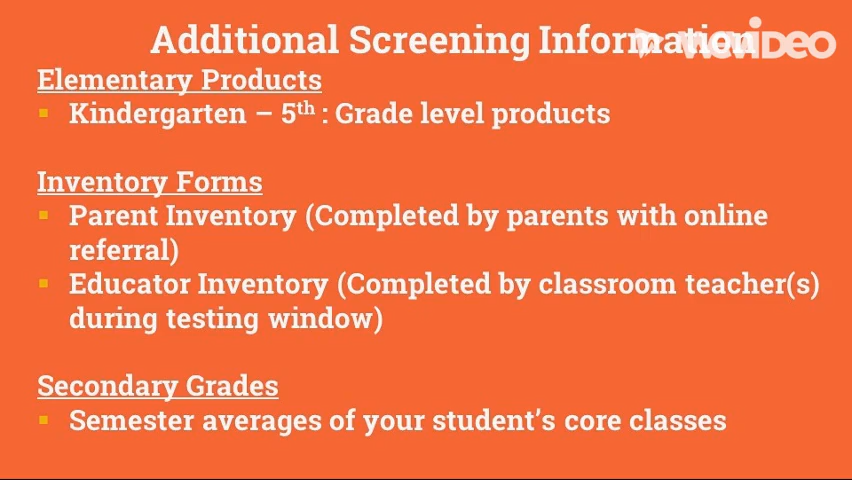 Additional Screening Information
WeVideo
Elementary Products
▪ Kindergarten – 5th : Grade level products
Inventory Forms
▪ Parent Inventory (Completed by parents with online
referral)
▪ Educator Inventory (Completed by classroom teacher(s)
during testing window)
Secondary Grades
▪ Semester averages of your student’s core classes